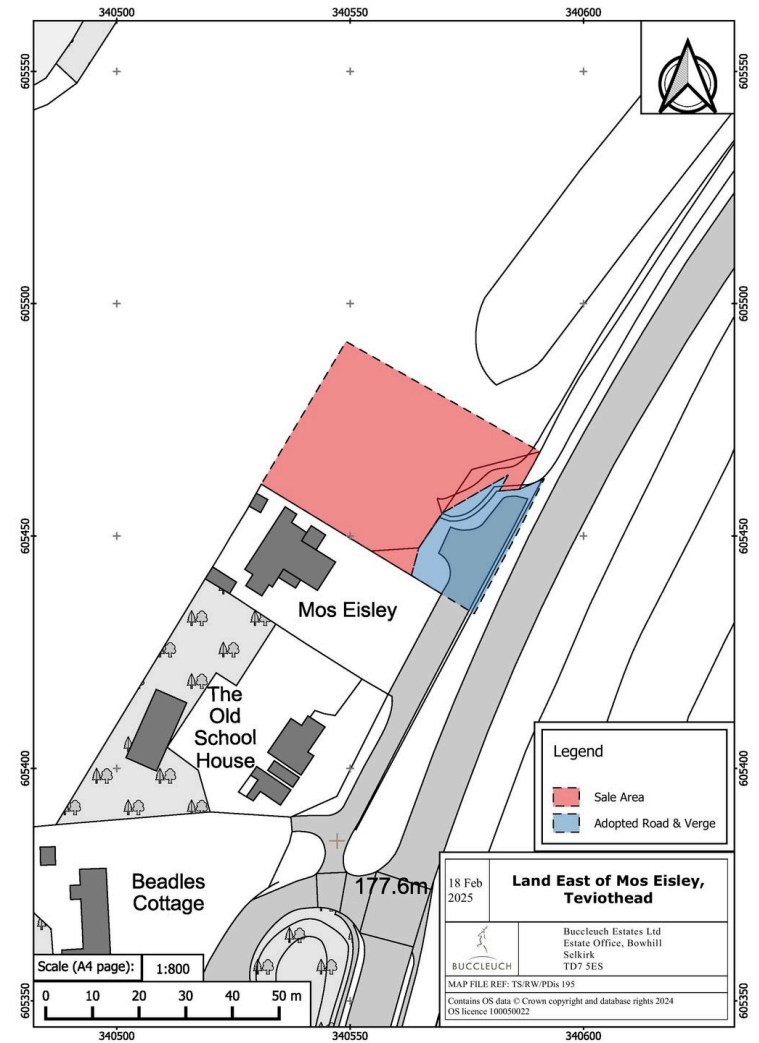 340500
340550
340600
605550
605550
605500
605500
605450
605450
Mos Eisley
The
Old
School
House
605400
605400
Legend
Sale Area
Adopted Road & Verge
Beadles
Cottage
177.6m
18 Feb
2025
Land East of Mos Eisley,
Teviothead
BUCCLEUCH
Buccleuch Estates Ltd
Estate Office, Bowhill
Selkirk
TD7 5ES
MAP FILE REF: TS/RW/PDis 195
Contains OS data © Crown copyright and database rights 2024
OS licence 100050022
Scale (A4 page):
1:800
0 10 20 30 40 50 m
605350
605350
340500
340550
340600